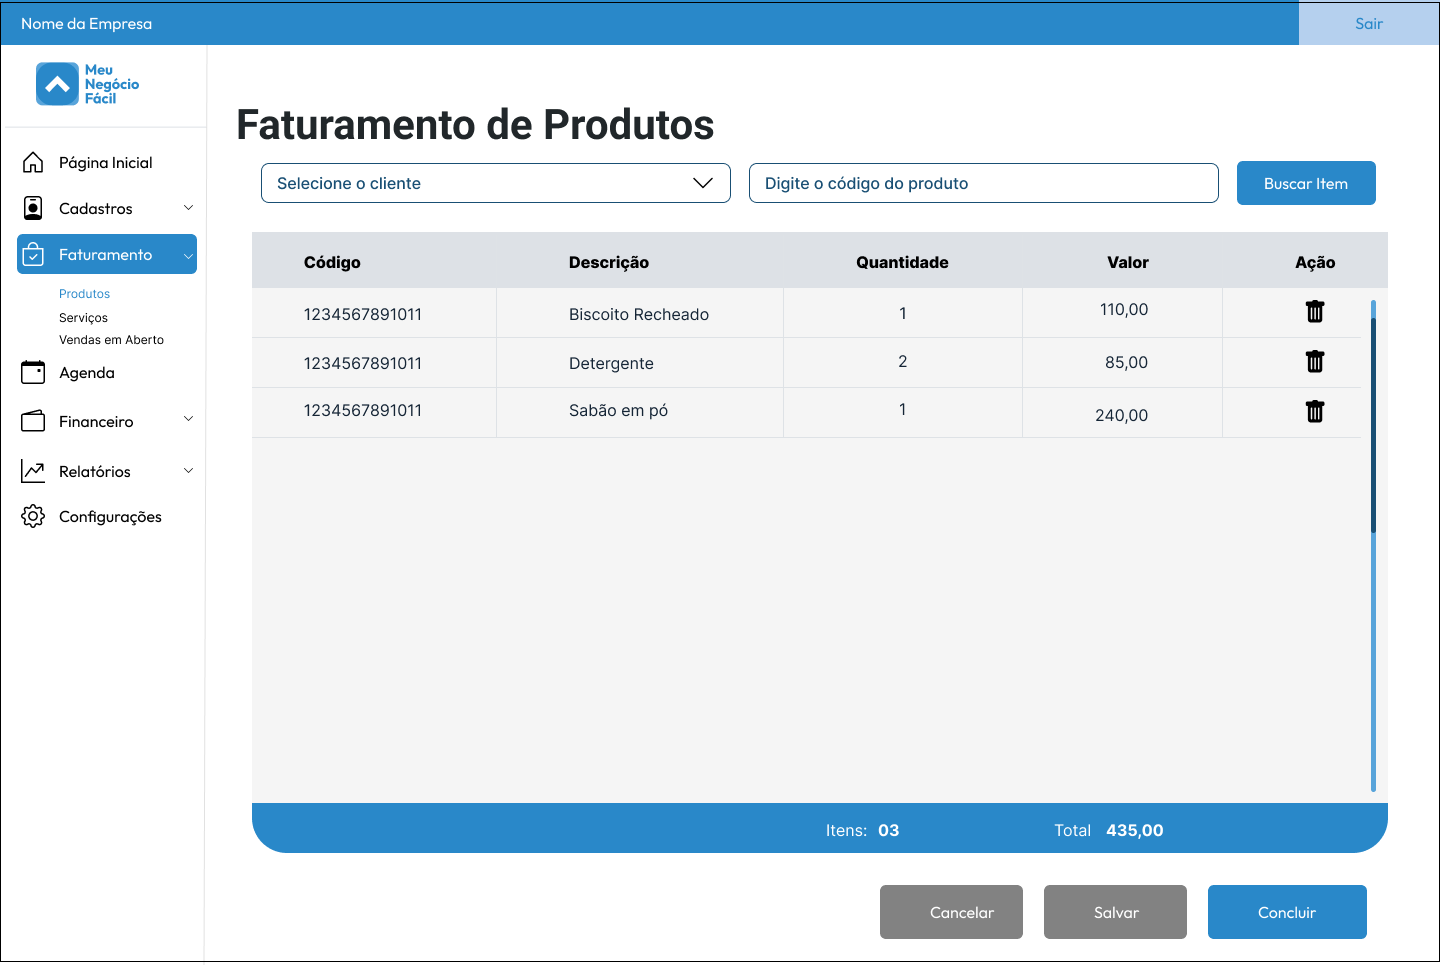 Nome da Empresa
Sair
Meu
Negócio
Fácil
Página Inicial
Cadastros
Faturamento
Produtos
Serviços
Vendas em Aberto
Agenda
Financeiro
Relatórios
Configurações
Faturamento de Produtos
Selecione o cliente
Digite o código do produto
Buscar Item
Código Descrição Quantidade Valor Ação
1234567891011 Biscoito Recheado 1 110,00
1234567891011 Detergente 2 85,00
1234567891011 Sabão em pó 1 240,00
Itens: 03 Total 435,00
Cancelar
Salvar
Concluir